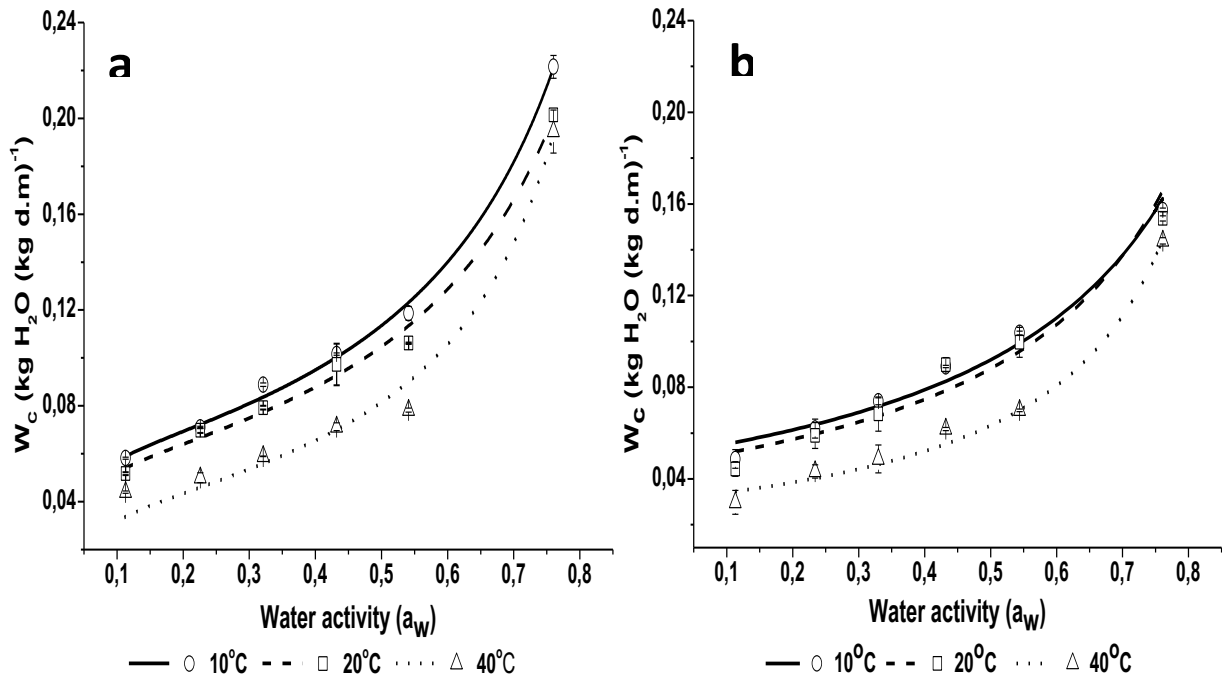 a
W_C (kg H_2O (kg d.m)^-1
0,24
0,20
0,16
0,12
0,08
0,04
0,1 0,2 0,3 0,4 0,5 0,6 0,7 0,8
Water activity (a_W)
10°C 20°C 40°C
b
W_C (kg H_2O (kg d.m)^-1
0,24
0,20
0,16
0,12
0,08
0,04
0,1 0,2 0,3 0,4 0,5 0,6 0,7 0,8
Water activity (a_W)
10°C 20°C 40°C